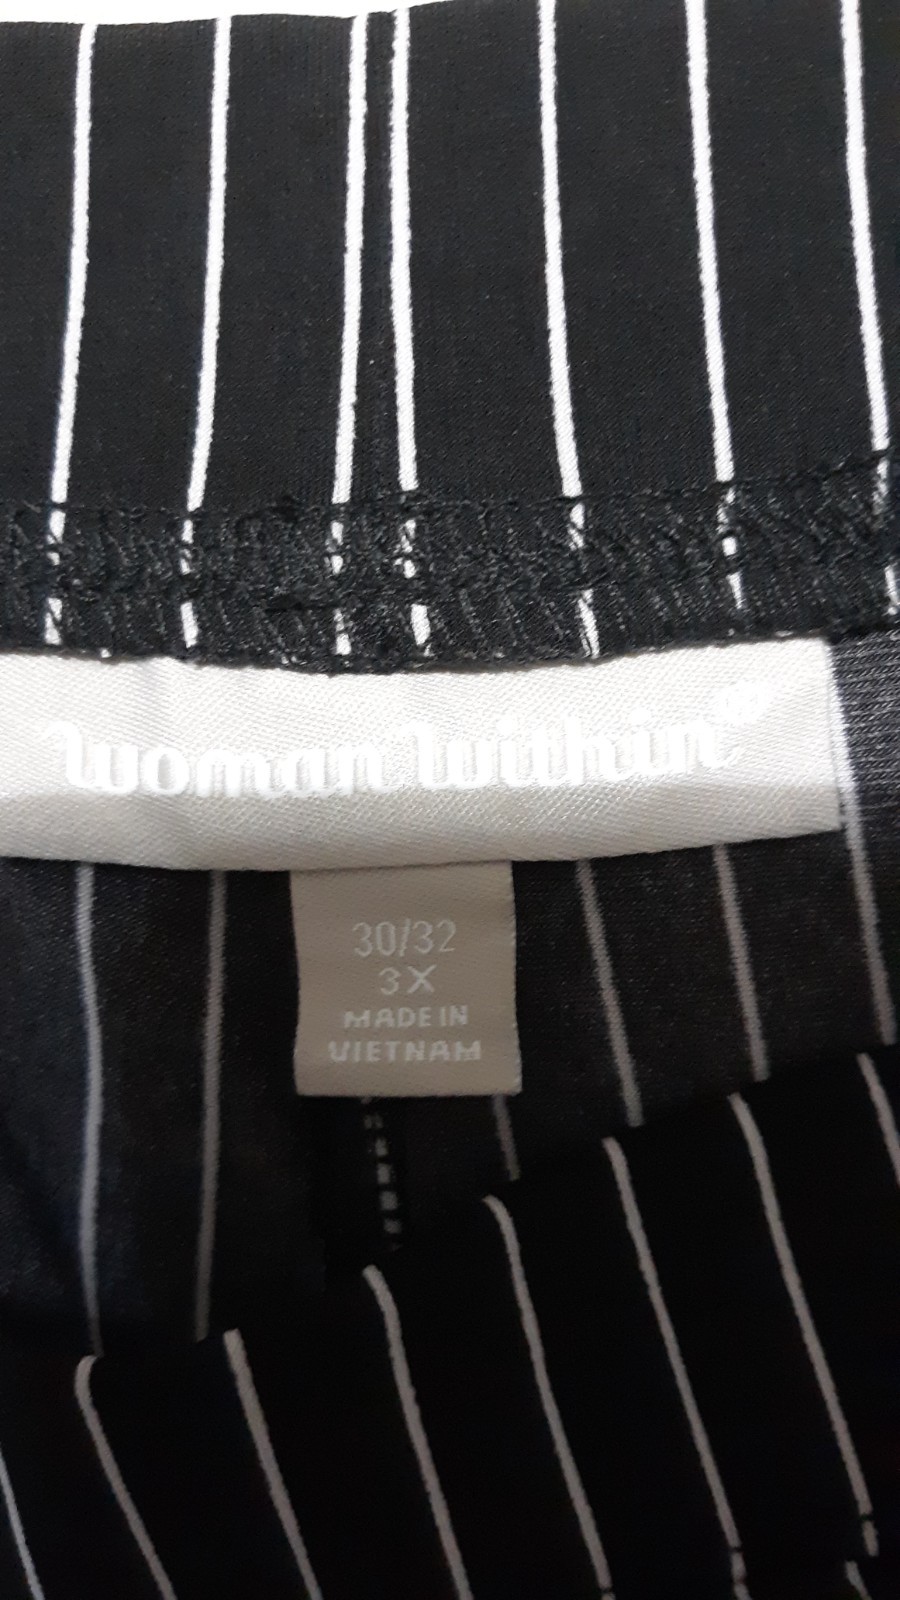 Woman Within®
30/32
3X
MADE IN
VIETNAM